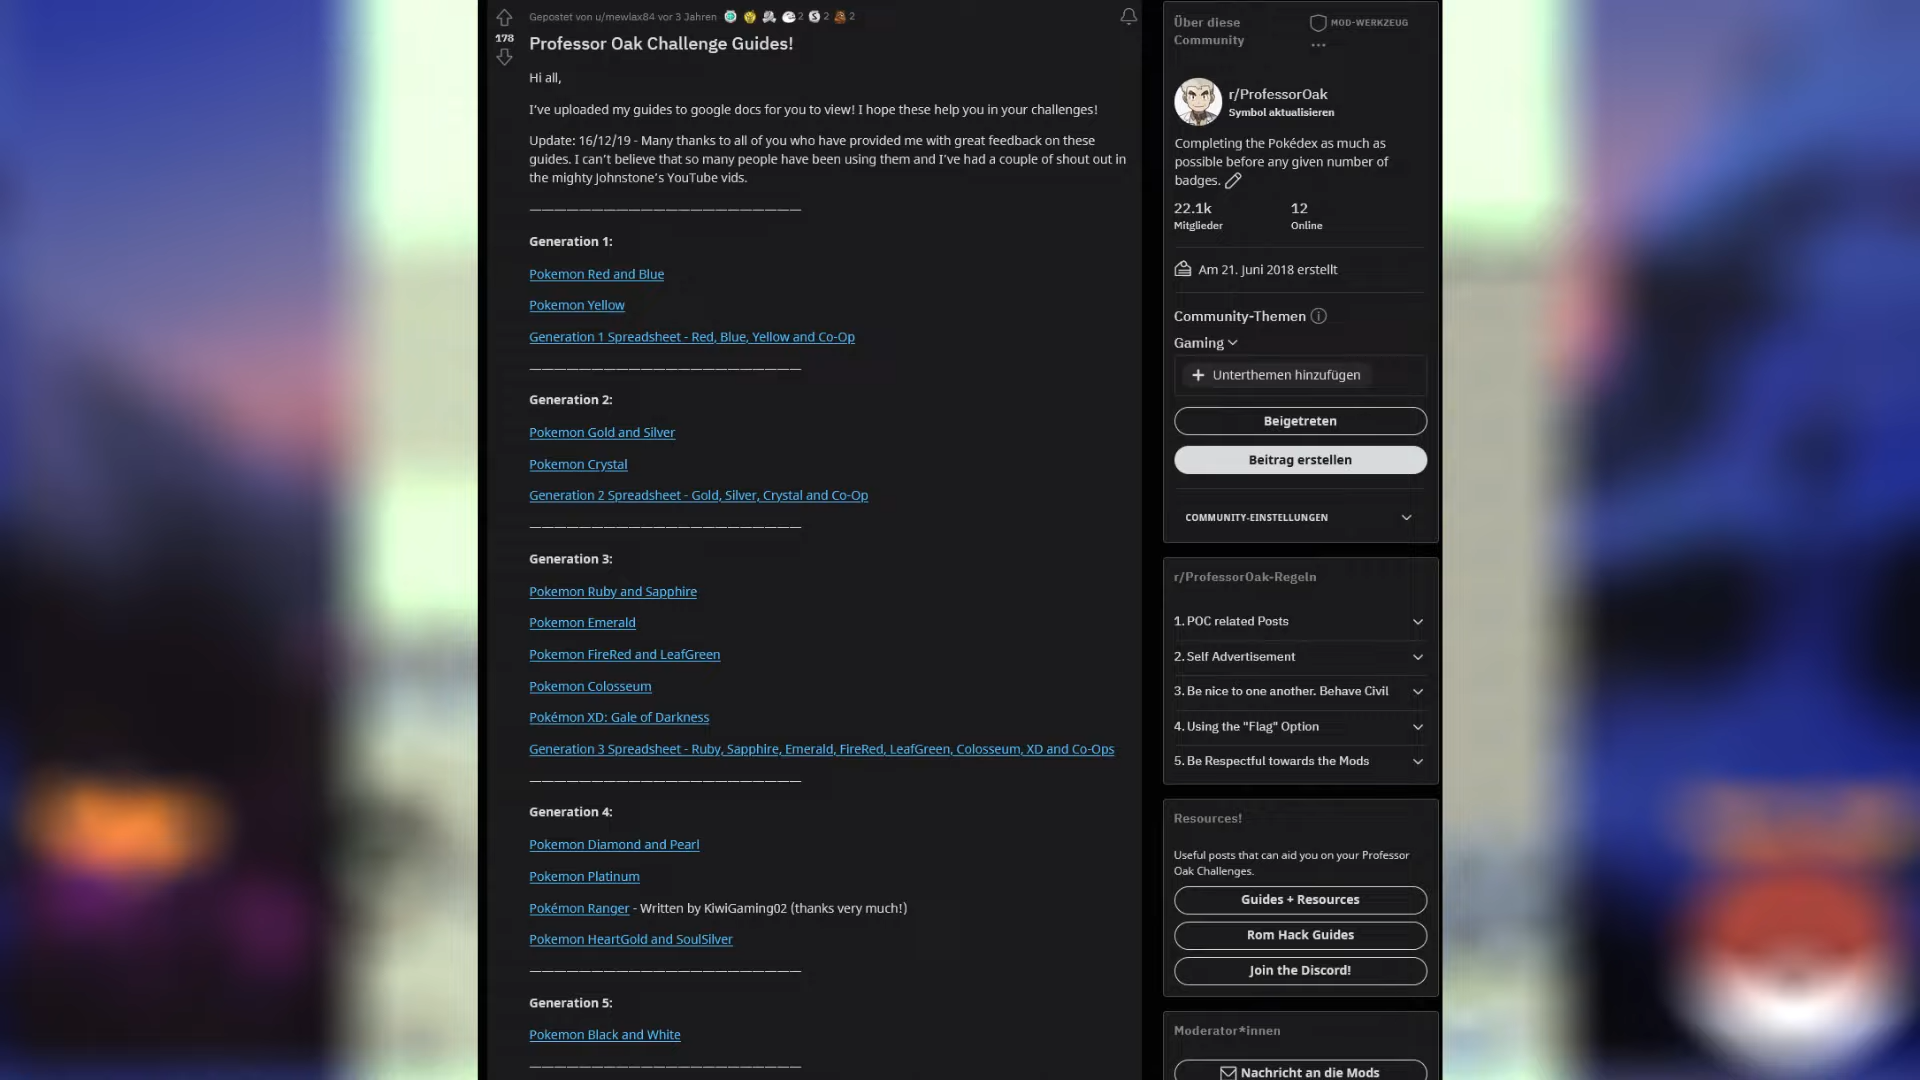 Gepostet von u/mewlax84 vor 3 Jahren 2 2 2
178
Professor Oak Challenge Guides!
Hi all,
I've uploaded my guides to google docs for you to view! I hope these help you in your challenges!
Update: 16/12/19 - Many thanks to all of you who have provided me with great feedback on these
guides. I can't believe that so many people have been using them and I've had a couple of shout out in
the mighty Johnstone's YouTube vids.
——————————————————————
Generation 1:
Pokemon Red and Blue
Pokemon Yellow
Generation 1 Spreadsheet - Red, Blue, Yellow and Co-Op
——————————————————————
Generation 2:
Pokemon Gold and Silver
Pokemon Crystal
Generation 2 Spreadsheet - Gold, Silver, Crystal and Co-Op
——————————————————————
Generation 3:
Pokemon Ruby and Sapphire
Pokemon Emerald
Pokemon FireRed and LeafGreen
Pokemon Colosseum
Pokémon XD: Gale of Darkness
Generation 3 Spreadsheet - Ruby, Sapphire, Emerald, FireRed, LeafGreen, Colosseum, XD and Co-Ops
——————————————————————
Generation 4:
Pokemon Diamond and Pearl
Pokemon Platinum
Pokémon Ranger - Written by KiwiGaming02 (thanks very much!)
Pokemon HeartGold and SoulSilver
——————————————————————
Generation 5:
Pokemon Black and White
——————————————————————
Über diese
Community
MOD-WERKZEUG
...
r/ProfessorOak
Symbol aktualisieren
Completing the Pokédex as much as
possible before any given number of
badges.
22.1k 12
Mitglieder Online
Am 21. Juni 2018 erstellt
Community-Themen
Gaming
+ Unterthemen hinzufügen
Beigetreten
Beitrag erstellen
COMMUNITY-EINSTELLUNGEN
r/ProfessorOak-Regeln
1. POC related Posts
2. Self Advertisement
3. Be nice to one another. Behave Civil
4. Using the "Flag" Option
5. Be Respectful towards the Mods
Resources!
Useful posts that can aid you on your Professor
Oak Challenges.
Guides + Resources
Rom Hack Guides
Join the Discord!
Moderator*innen
Nachricht an die Mods